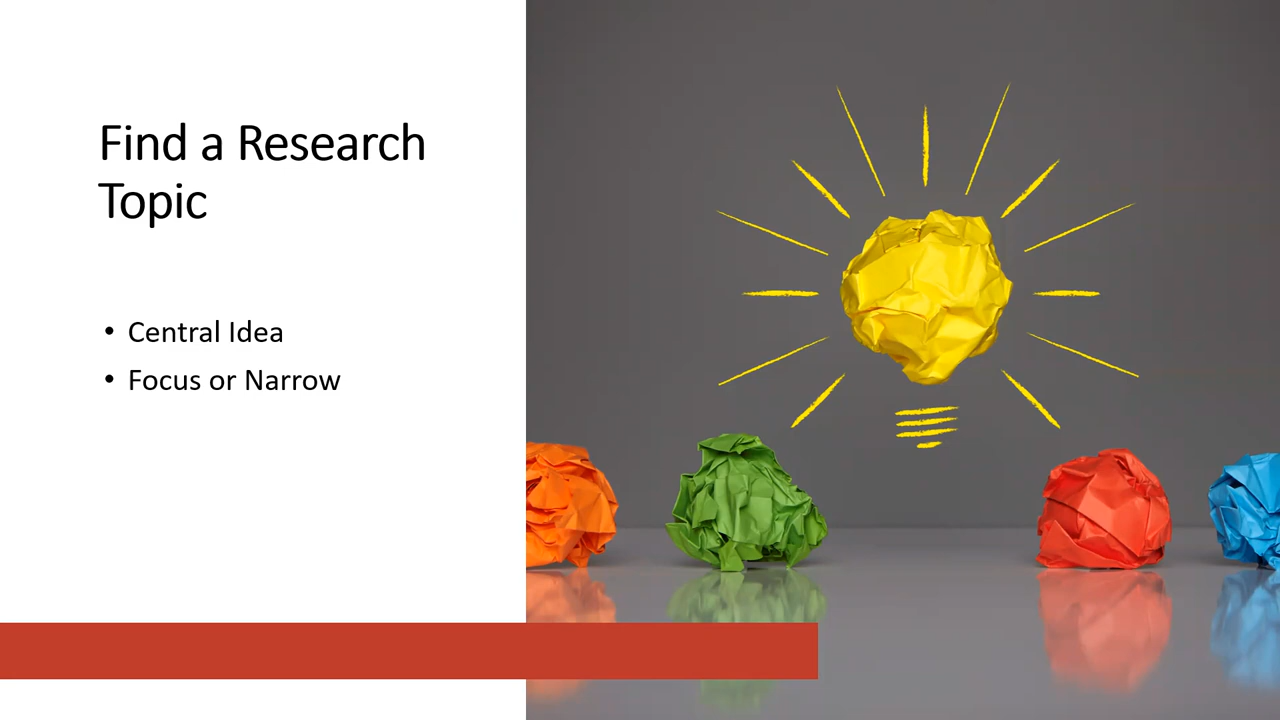 Find a Research
Topic
• Central Idea
• Focus or Narrow